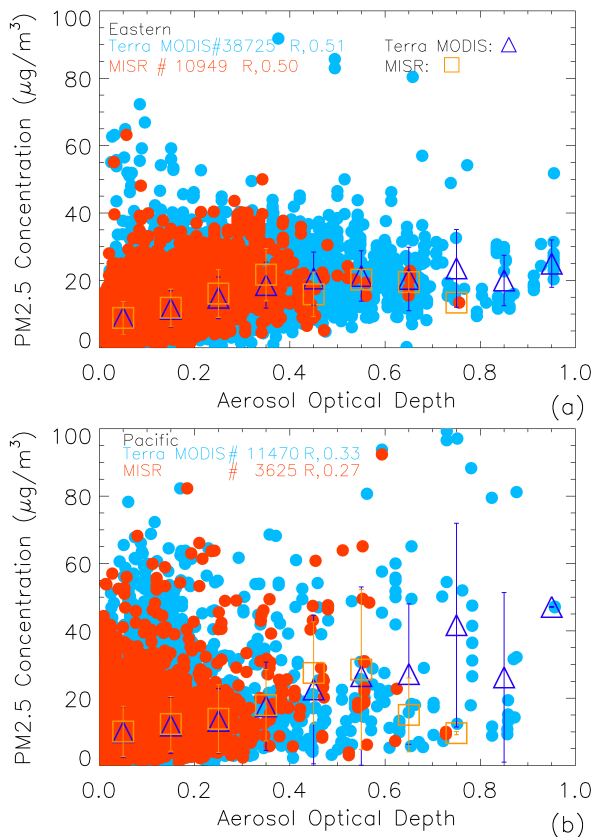 Eastern
Terra MODIS#38725 R,0.51 Terra MODIS:
MISR # 10949 R,0.50 MISR:
100
80
60
40
20
0
PM2.5 Concentration (μg/m³)
0.0 0.2 0.4 0.6 0.8 1.0
Aerosol Optical Depth
(a)
Pacific
Terra MODIS# 11470 R,0.33
MISR # 3625 R,0.27
100
80
60
40
20
0
PM2.5 Concentration (μg/m³)
0.0 0.2 0.4 0.6 0.8 1.0
Aerosol Optical Depth
(b)